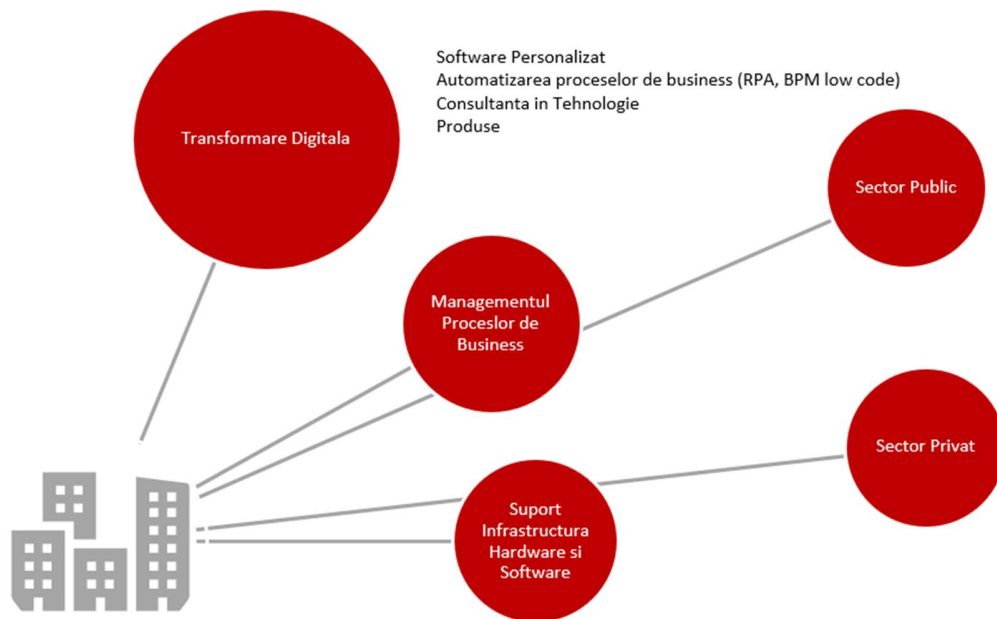 Software Personalizat
Automatizarea proceselor de business (RPA, BPM low code)
Consultanta in Tehnologie
Produse
Transformare Digitala
Sector Public
Managementul
Proceslor de
Business
Sector Privat
Suport
Infrastructura
Hardware si
Software